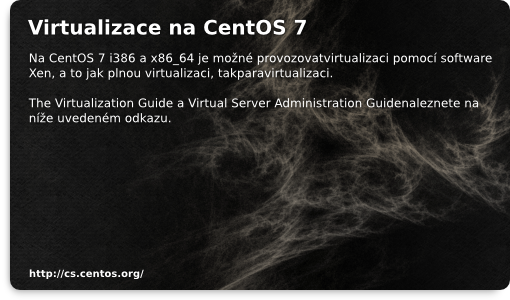 Virtualizace na CentOS 7
Na CentOS 7 i386 a x86_64 je možné provozovatvirtualizaci pomocí software
Xen, a to jak plnou virtualizaci, takparavirtualizaci.
The Virtualization Guide a Virtual Server Administration Guidenaleznete na
níže uvedeném odkazu.
http://cs.centos.org/